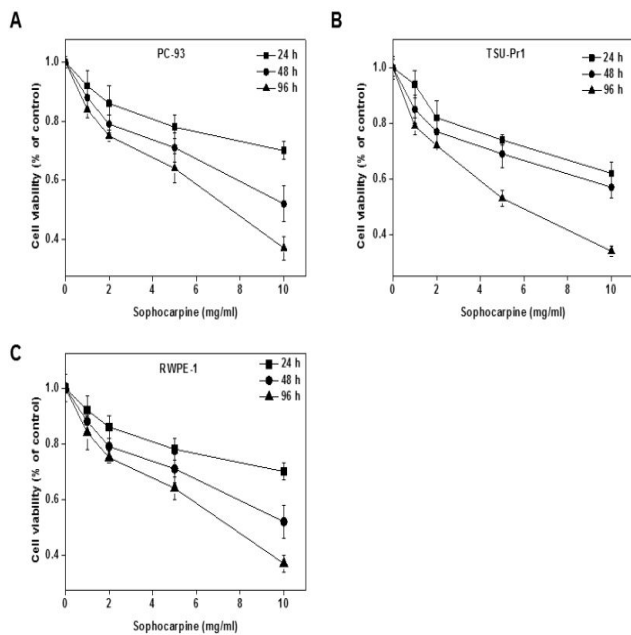 A
PC-93
24 h
48 h
96 h
Cell viability (% of control)
1.0
0.8
0.6
0.4
0 2 4 6 8 10
Sophocarpine (mg/ml)
B
TSU-Pr1
24 h
48 h
96 h
Cell viability (% of control)
1.0
0.8
0.6
0.4
0 2 4 6 8 10
Sophocarpine (mg/ml)
C
RWPE-1
24 h
48 h
96 h
Cell viability (% of control)
1.0
0.8
0.6
0.4
0 2 4 6 8 10
Sophocarpine (mg/ml)